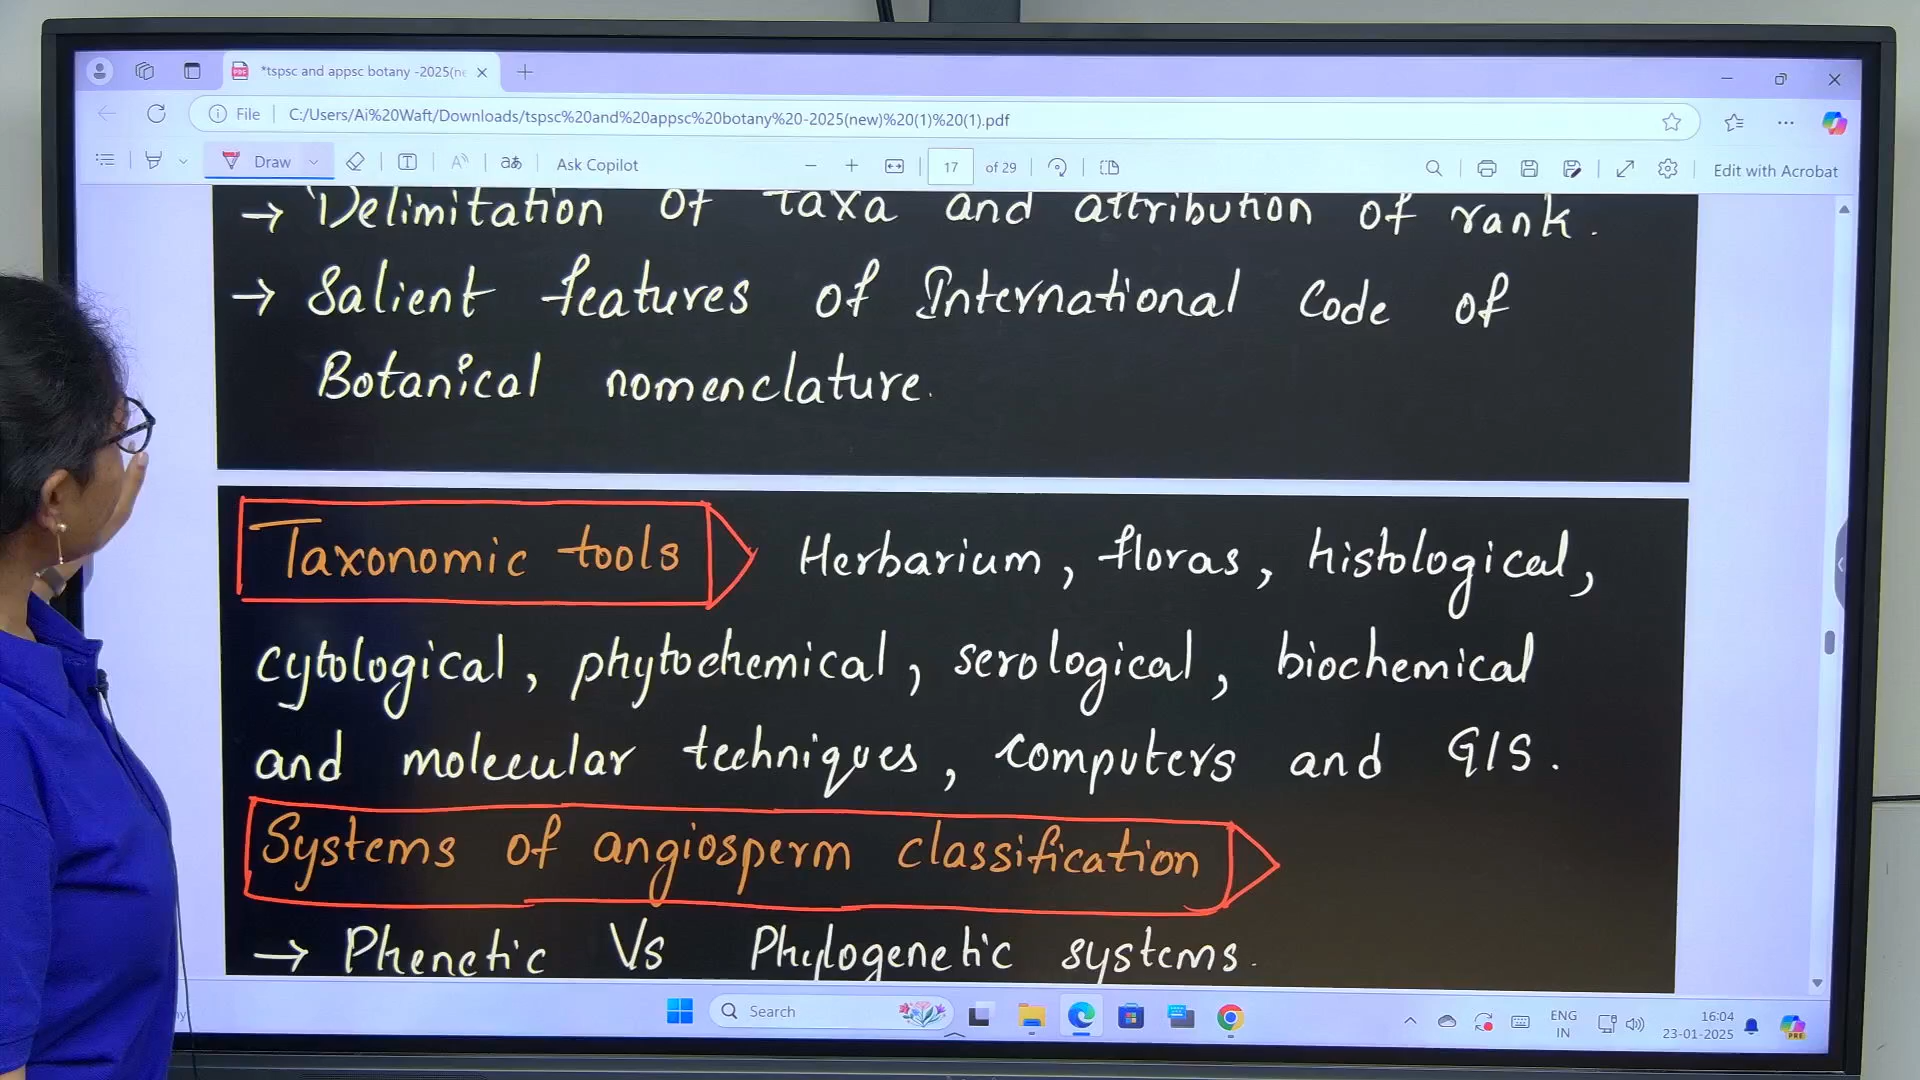 *tspsc and appsc botany -2025(ne
File
C:/Users/Ai%20Waft/Downloads/tspsc%20and%20appsc%20botany%20-2025(new)%20(1)%20(1).pdf
Draw
Ask Copilot
17 of 29
Edit with Acrobat
→ Delimitation of taxa and attribution of rank.
→ Salient features of International Code of
Botanical nomenclature.
Taxonomic tools Herbarium, floras, histological,
cytological, phytochemical, serological, biochemical
and molecular techniques, computers and GIS.
Systems of angiosperm classification
→ Phenetic Vs Phylogenetic systems.
Search
ENG
IN
16:04
23-01-2025